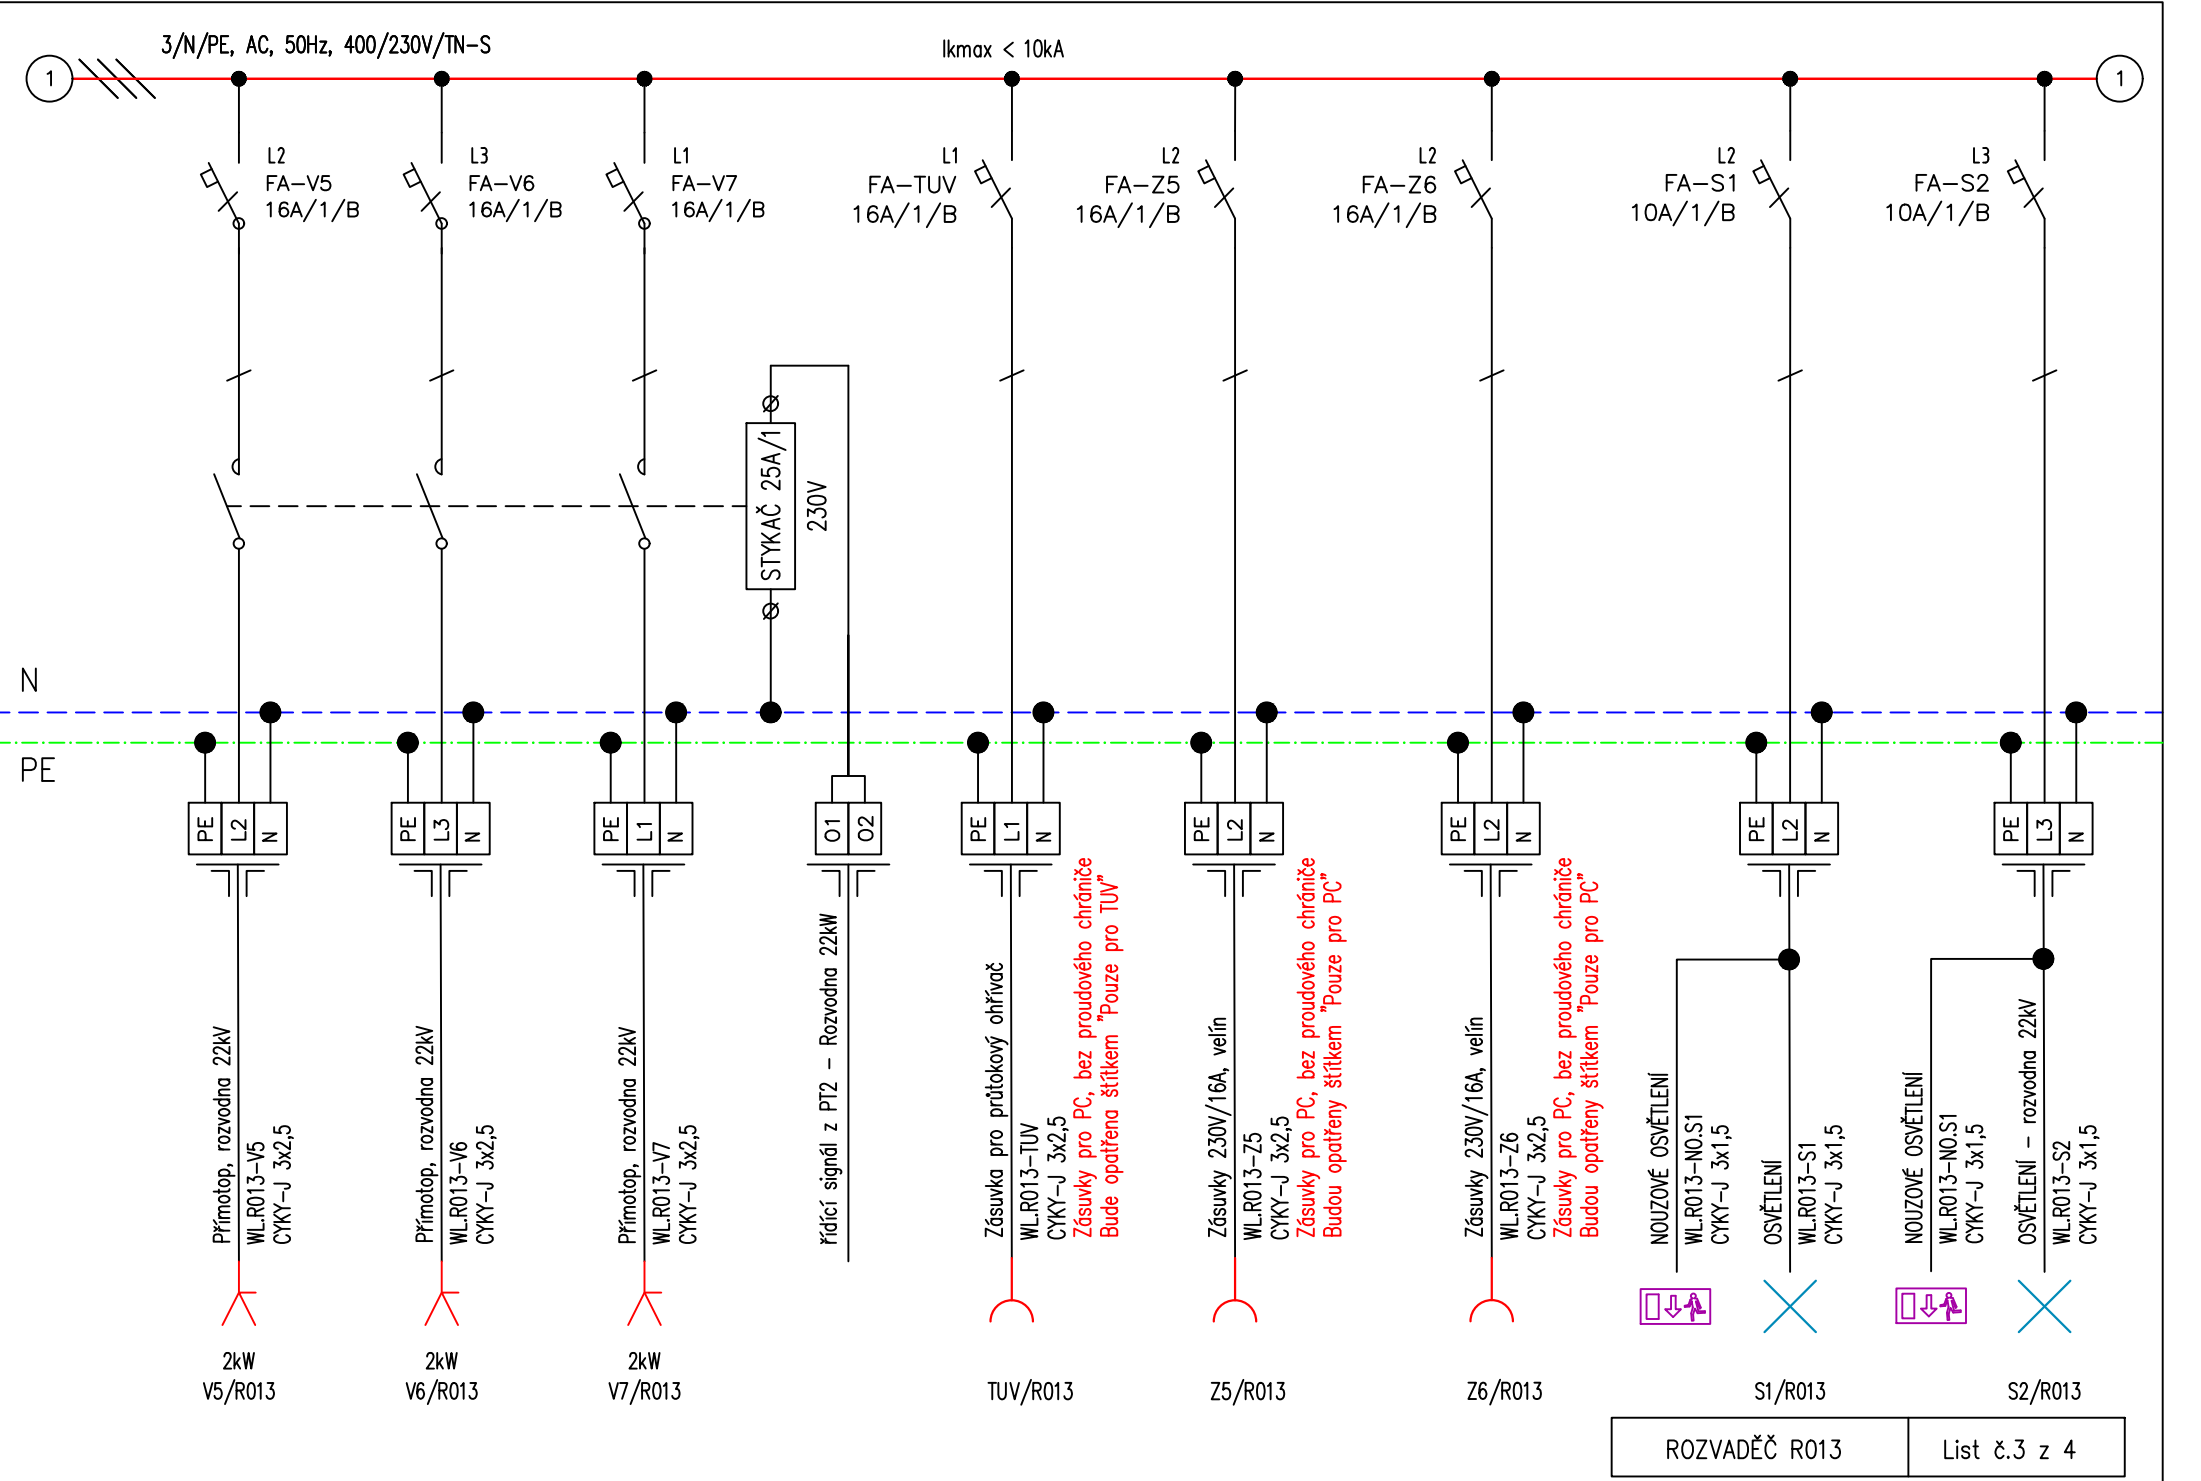 3/N/PE, AC, 50Hz, 400/230V/TN-S
Ikmax < 10kA
1
1
L2
FA-V5
16A/1/B
L3
FA-V6
16A/1/B
L1
FA-V7
16A/1/B
L1
FA-TUV
16A/1/B
L2
FA-Z5
16A/1/B
L2
FA-Z6
16A/1/B
L2
FA-S1
10A/1/B
L3
FA-S2
10A/1/B
STYKAČ 25A/1
230V
N
PE
PE
L2
N
PE
L3
N
PE
L1
N
O1
O2
PE
L1
N
PE
L2
N
PE
L2
N
PE
L2
N
PE
L3
N
Přímotop, rozvodna 22kV
WL.R013-V5
CYKY-J 3x2,5
Přímotop, rozvodna 22kV
WL.R013-V6
CYKY-J 3x2,5
Přímotop, rozvodna 22kV
WL.R013-V7
CYKY-J 3x2,5
řídící signál z PT2 - Rozvodna 22kW
Zásuvka pro průtokový ohřívač
WL.R013-TUV
CYKY-J 3x2,5
Zásuvky pro PC, bez proudového chrániče
Bude opatřena štítkem "Pouze pro TUV"
Zásuvky 230V/16A, velín
WL.R013-Z5
CYKY-J 3x2,5
Zásuvky pro PC, bez proudového chrániče
Budou opatřeny štítkem "Pouze pro PC"
Zásuvky 230V/16A, velín
WL.R013-Z6
CYKY-J 3x2,5
Zásuvky pro PC, bez proudového chrániče
Budou opatřeny štítkem "Pouze pro PC"
NOUZOVÉ OSVĚTLENÍ
WL.R013-NO.S1
CYKY-J 3x1,5
OSVĚTLENÍ
WL.R013-S1
CYKY-J 3x1,5
NOUZOVÉ OSVĚTLENÍ
WL.R013-NO.S1
CYKY-J 3x1,5
OSVĚTLENÍ - rozvodna 22kV
WL.R013-S2
CYKY-J 3x1,5
2kW
V5/R013
2kW
V6/R013
2kW
V7/R013
TUV/R013
Z5/R013
Z6/R013
S1/R013
S2/R013
ROZVADĚČ R013
List č.3 z 4